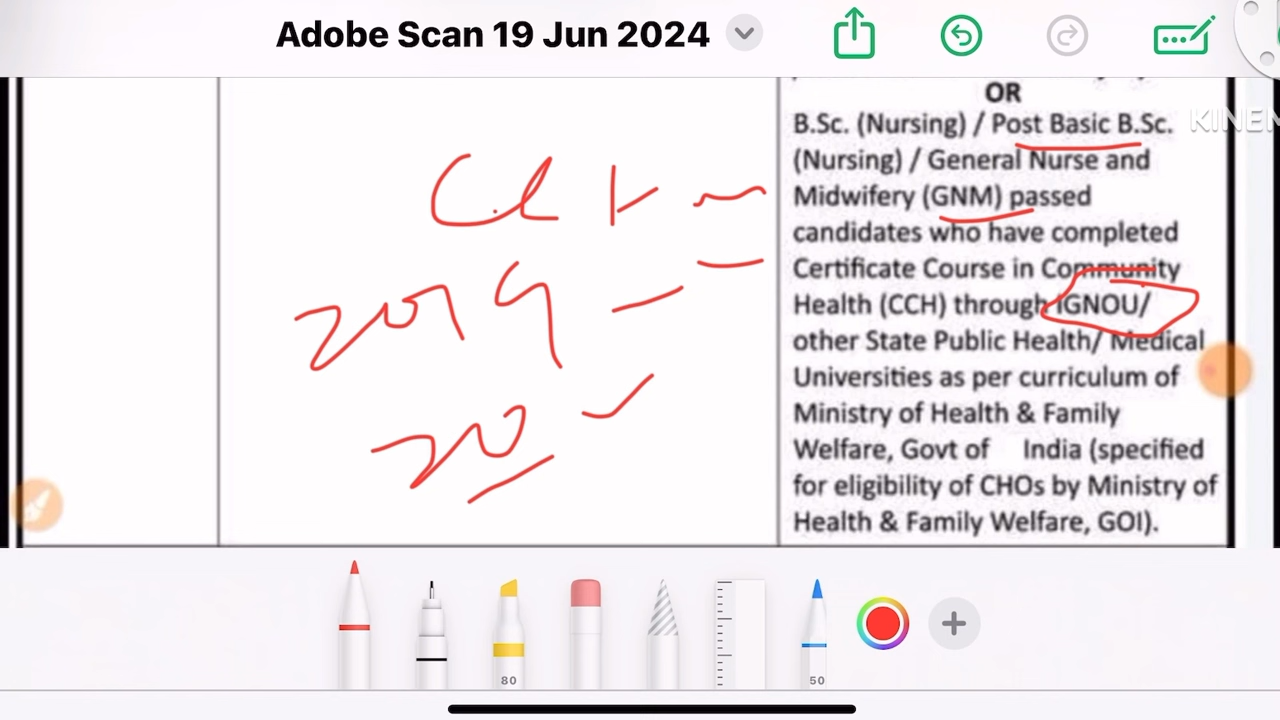 Adobe Scan 19 Jun 2024
OR
KINEM
B.Sc. (Nursing) / Post Basic B.Sc.
(Nursing) / General Nurse and
Midwifery (GNM) passed
candidates who have completed
Certificate Course in Community
Health (CCH) through IGNOU/
other State Public Health/ Medical
Universities as per curriculum of
Ministry of Health & Family
Welfare, Govt of India (specified
for eligibility of CHOs by Ministry of
Health & Family Welfare, GOI).
2019
20
80
50